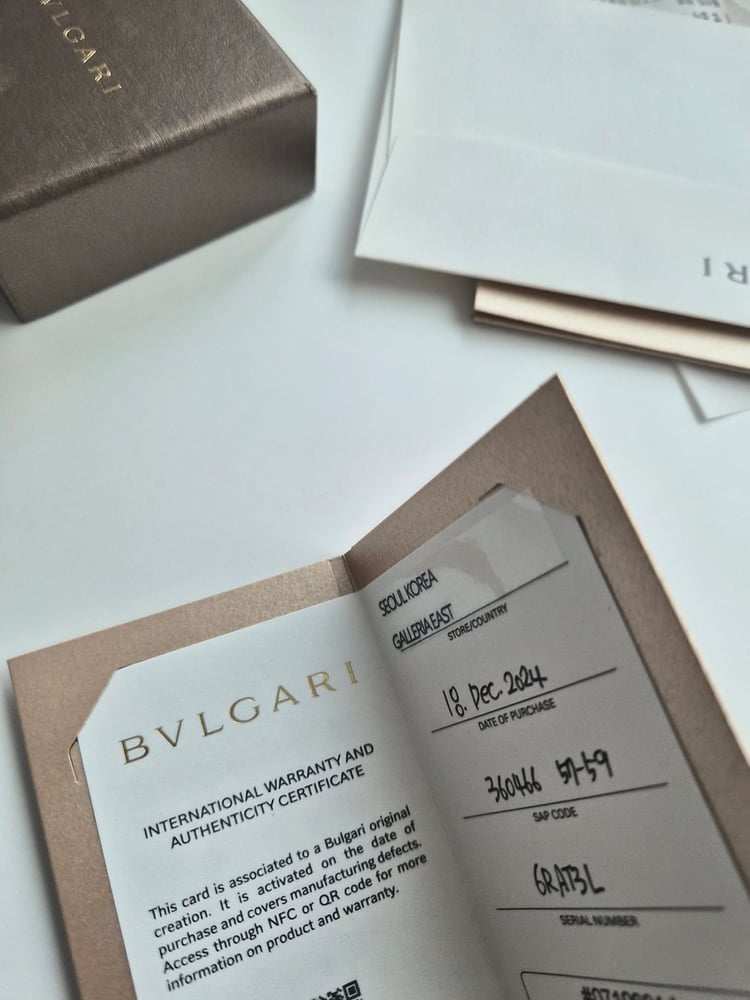 BVLGARI
RI
BVLGARI
INTERNATIONAL WARRANTY AND
AUTHENTICITY CERTIFICATE
This card is associated to a Bulgari original
creation. It is activated on the date of
purchase and covers manufacturing defects.
Access through NFC or QR code for more
information on product and warranty.
SEOUL KOREA
GALLERIA EAST
STORE/COUNTRY
18. Dec. 2024
DATE OF PURCHASE
360466 57-59
SAP CODE
6RAT3L
SERIAL NUMBER